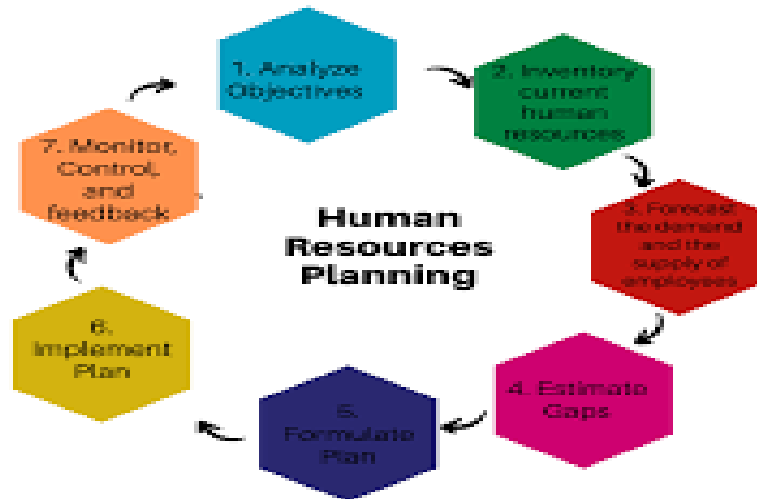 1. Analyze
Objectives
2. Inventory
current
human
resources
7. Monitor,
Control,
and
feedback
Human
Resources
Planning
3. Forecast
the demand
and the
supply of
employees
6.
Implement
Plan
4. Estimate
Gaps
5.
Formulate
Plan